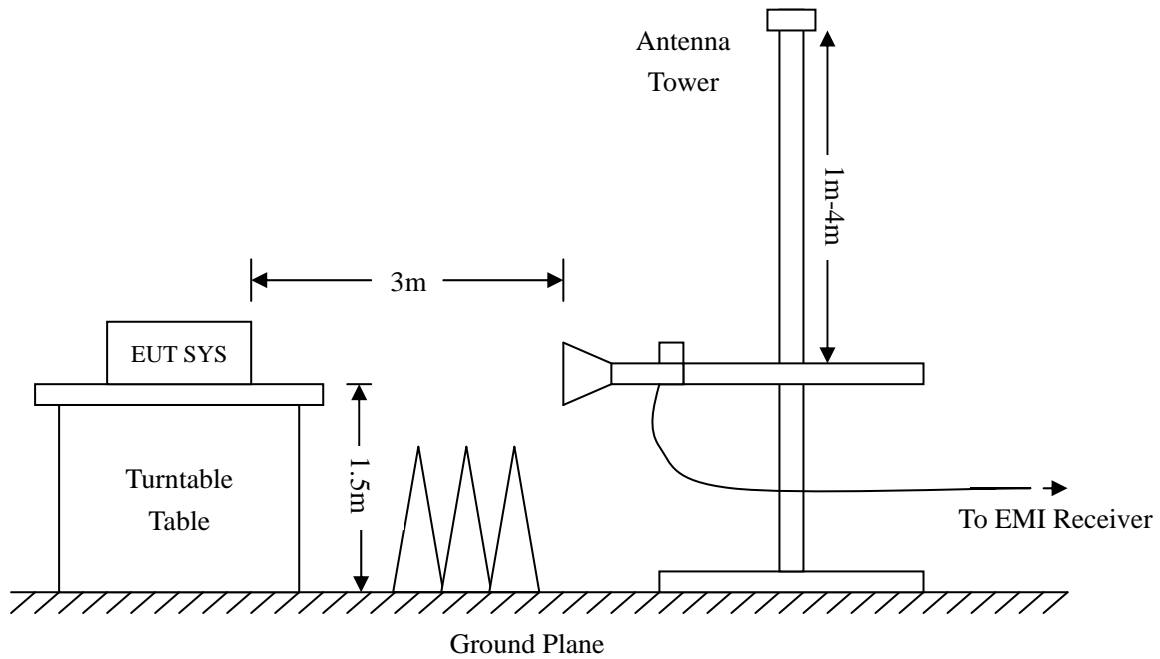 Antenna
Tower
1m-4m
3m
EUT SYS
1.5m
Turntable
Table
To EMI Receiver
Ground Plane